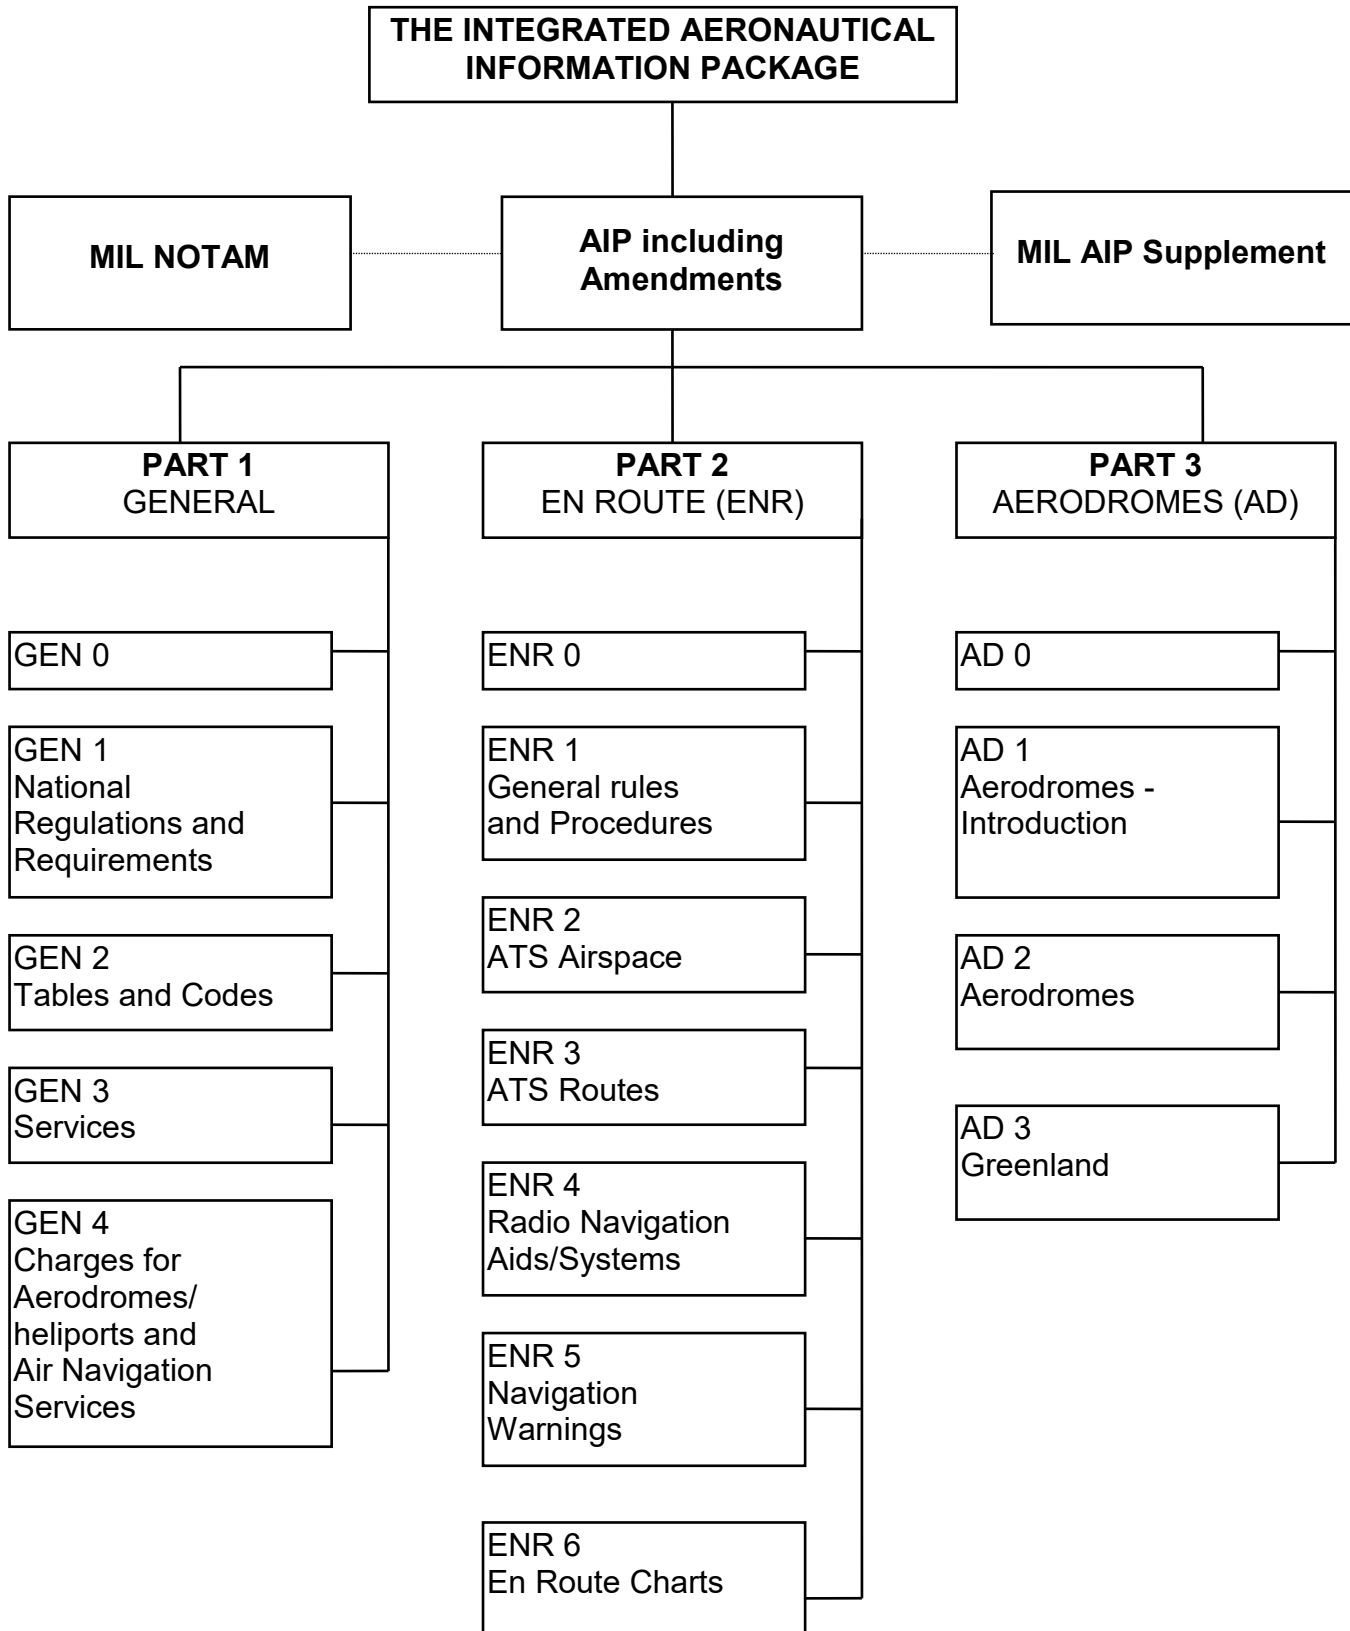 THE INTEGRATED AERONAUTICAL
INFORMATION PACKAGE
MIL NOTAM
AIP including
Amendments
MIL AIP Supplement
PART 1
GENERAL
PART 2
EN ROUTE (ENR)
PART 3
AERODROMES (AD)
GEN 0
GEN 1
National
Regulations and
Requirements
GEN 2
Tables and Codes
GEN 3
Services
GEN 4
Charges for
Aerodromes/
heliports and
Air Navigation
Services
ENR 0
ENR 1
General rules
and Procedures
ENR 2
ATS Airspace
ENR 3
ATS Routes
ENR 4
Radio Navigation
Aids/Systems
ENR 5
Navigation
Warnings
ENR 6
En Route Charts
AD 0
AD 1
Aerodromes -
Introduction
AD 2
Aerodromes
AD 3
Greenland